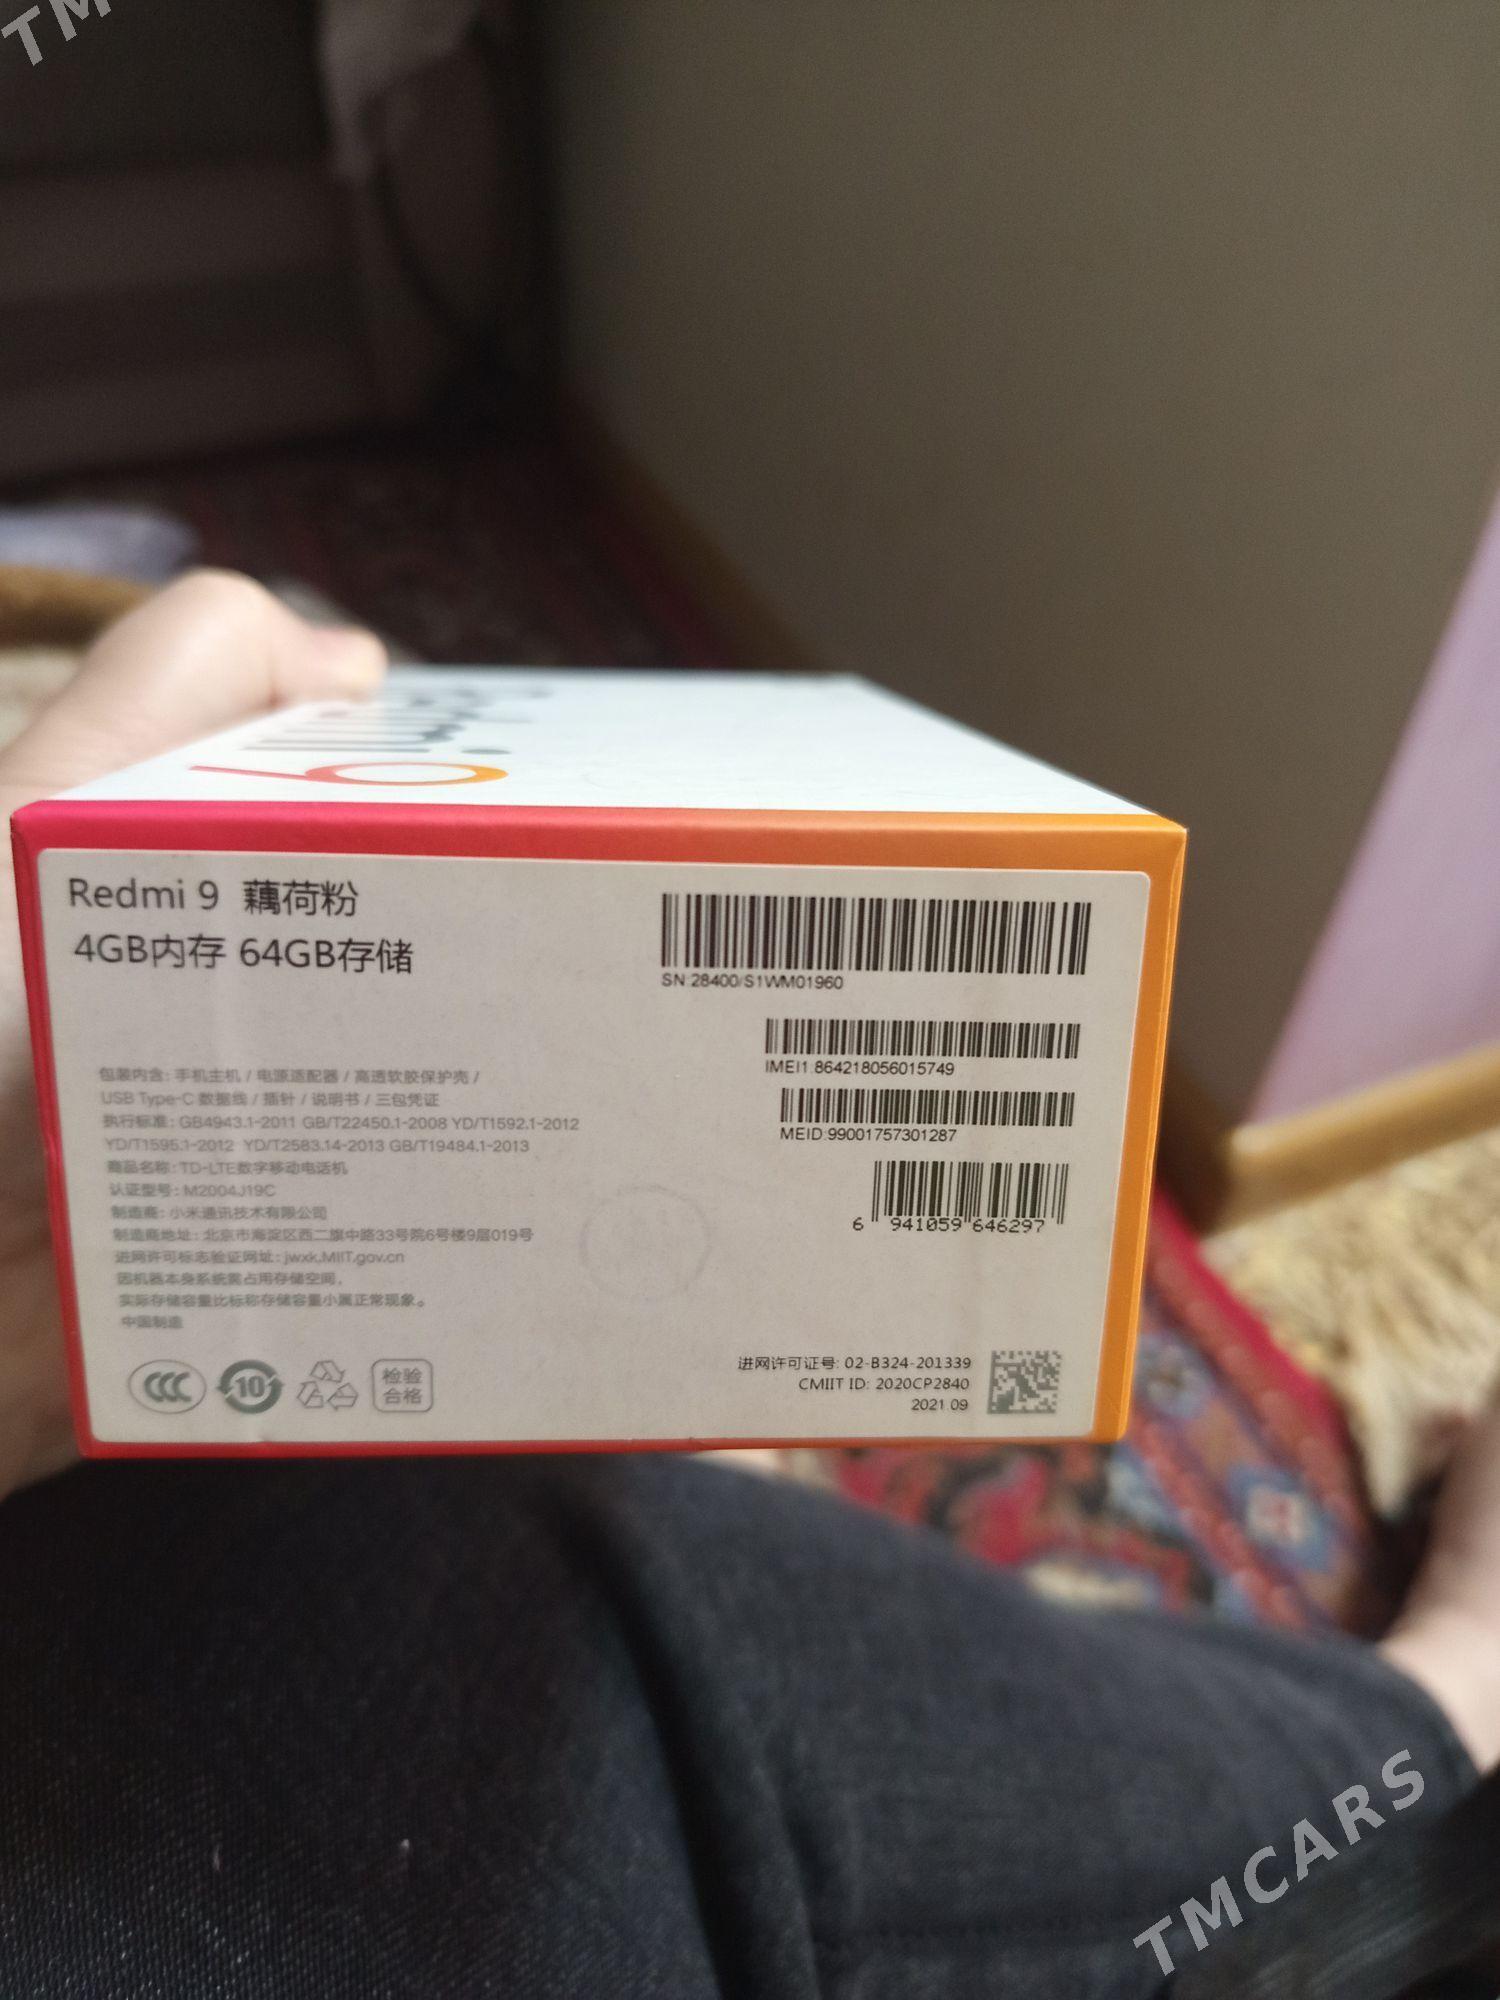 TM
Redmi 9
Redmi 9 藕荷粉
4GB内存 64GB存储
SN:28400/S1WM01960
IMEI1:864218056015749
MEID:99001757301287
6 941059 646297
包装内含: 手机主机 / 电源适配器 / 高透软胶保护壳 /
USB Type-C 数据线 / 插针 / 说明书 / 三包凭证
执行标准: GB4943.1-2011 GB/T22450.1-2008 YD/T1592.1-2012
YD/T1595.1-2012 YD/T2583.14-2013 GB/T19484.1-2013
商品名称: TD-LTE数字移动电话机
认证型号: M2004J19C
制造商: 小米通讯技术有限公司
制造商地址: 北京市海淀区西二旗中路33号院6号楼9层019号
进网许可标志验证网址: jwxk.MIIT.gov.cn
因机器本身系统需占用存储空间,
实际存储容量比标称存储容量小属正常现象。
中国制造
CCC
10
检验
合格
进网许可证号: 02-B324-201339
CMIIT ID: 2020CP2840
2021.09
TMCARS